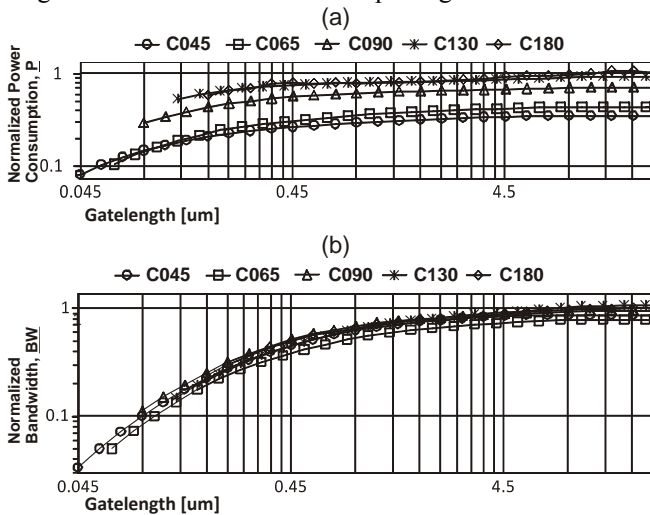 (a)
C045 C065 C090 C130 C180
Normalized Power
Consumption, P
1
0.1
0.045 0.45 4.5
Gatelength [um]
(b)
C045 C065 C090 C130 C180
Normalized
Bandwidth, BW
1
0.1
0.045 0.45 4.5
Gatelength [um]